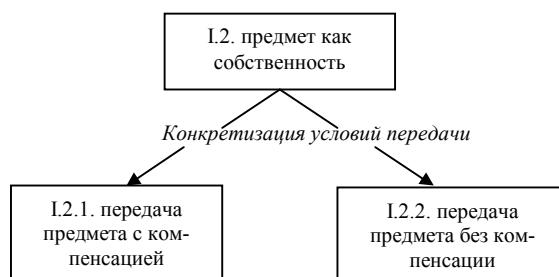 I.2. предмет как
собственность
Конкретизация условий передачи
I.2.1. передача
предмета с ком-
пенсацией
I.2.2. передача
предмета без ком-
пенсации